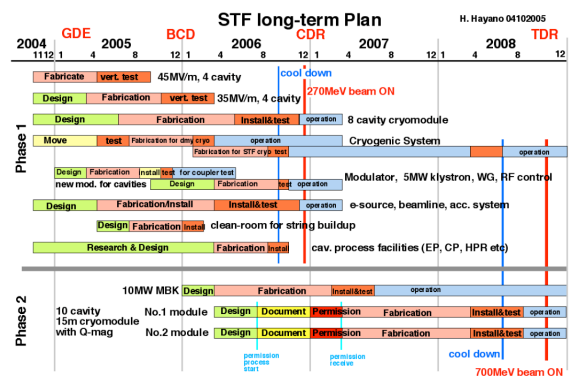 STF long-term Plan
H. Hayano 04102005
GDE BCD CDR TDR
2004 2005 2006 2007 2008
11 12 1 4 8 12 1 4 8 12 1 4 8 12 1 4 8 12
cool down
270MeV beam ON
Phase 1
Fabricate vert. test 45MV/m, 4 cavity
Design Fabrication vert. test 35MV/m, 4 cavity
Design Fabrication Install&test operation 8 cavity cryomodule
Move test Fabrication for dmy cryo operation Cryogenic System
Fabrication for STF cryo test operation
Design Fabrication install test for coupler test Modulator, 5MW klystron, WG, RF control
new mod. for cavities Design Fabrication test operation
Design Fabrication/Install Install&test operation e-source, beamline, acc. system
Design Fabrication Install clean-room for string buildup
Research & Design Fabrication Install cav. process facilities (EP, CP, HPR etc)
Phase 2
10MW MBK Design Fabrication Install&test operation
10 cavity
15m cryomodule
with Q-mag
No.1 module Design Document Permission Fabrication Install&test operation
No.2 module Design Document Permission Fabrication Install&test operation
permission
process
start
permission
receive
cool down
700MeV beam ON